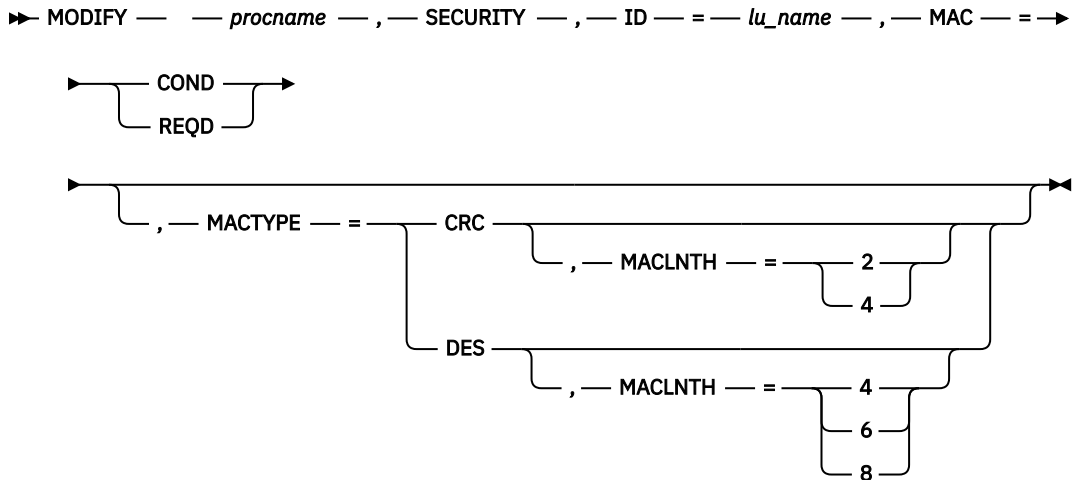 MODIFY procname , SECURITY , ID = lu_name , MAC =
COND
REQD
, MACTYPE = CRC
, MACLNTH = 2
4
DES
, MACLNTH = 4
6
8